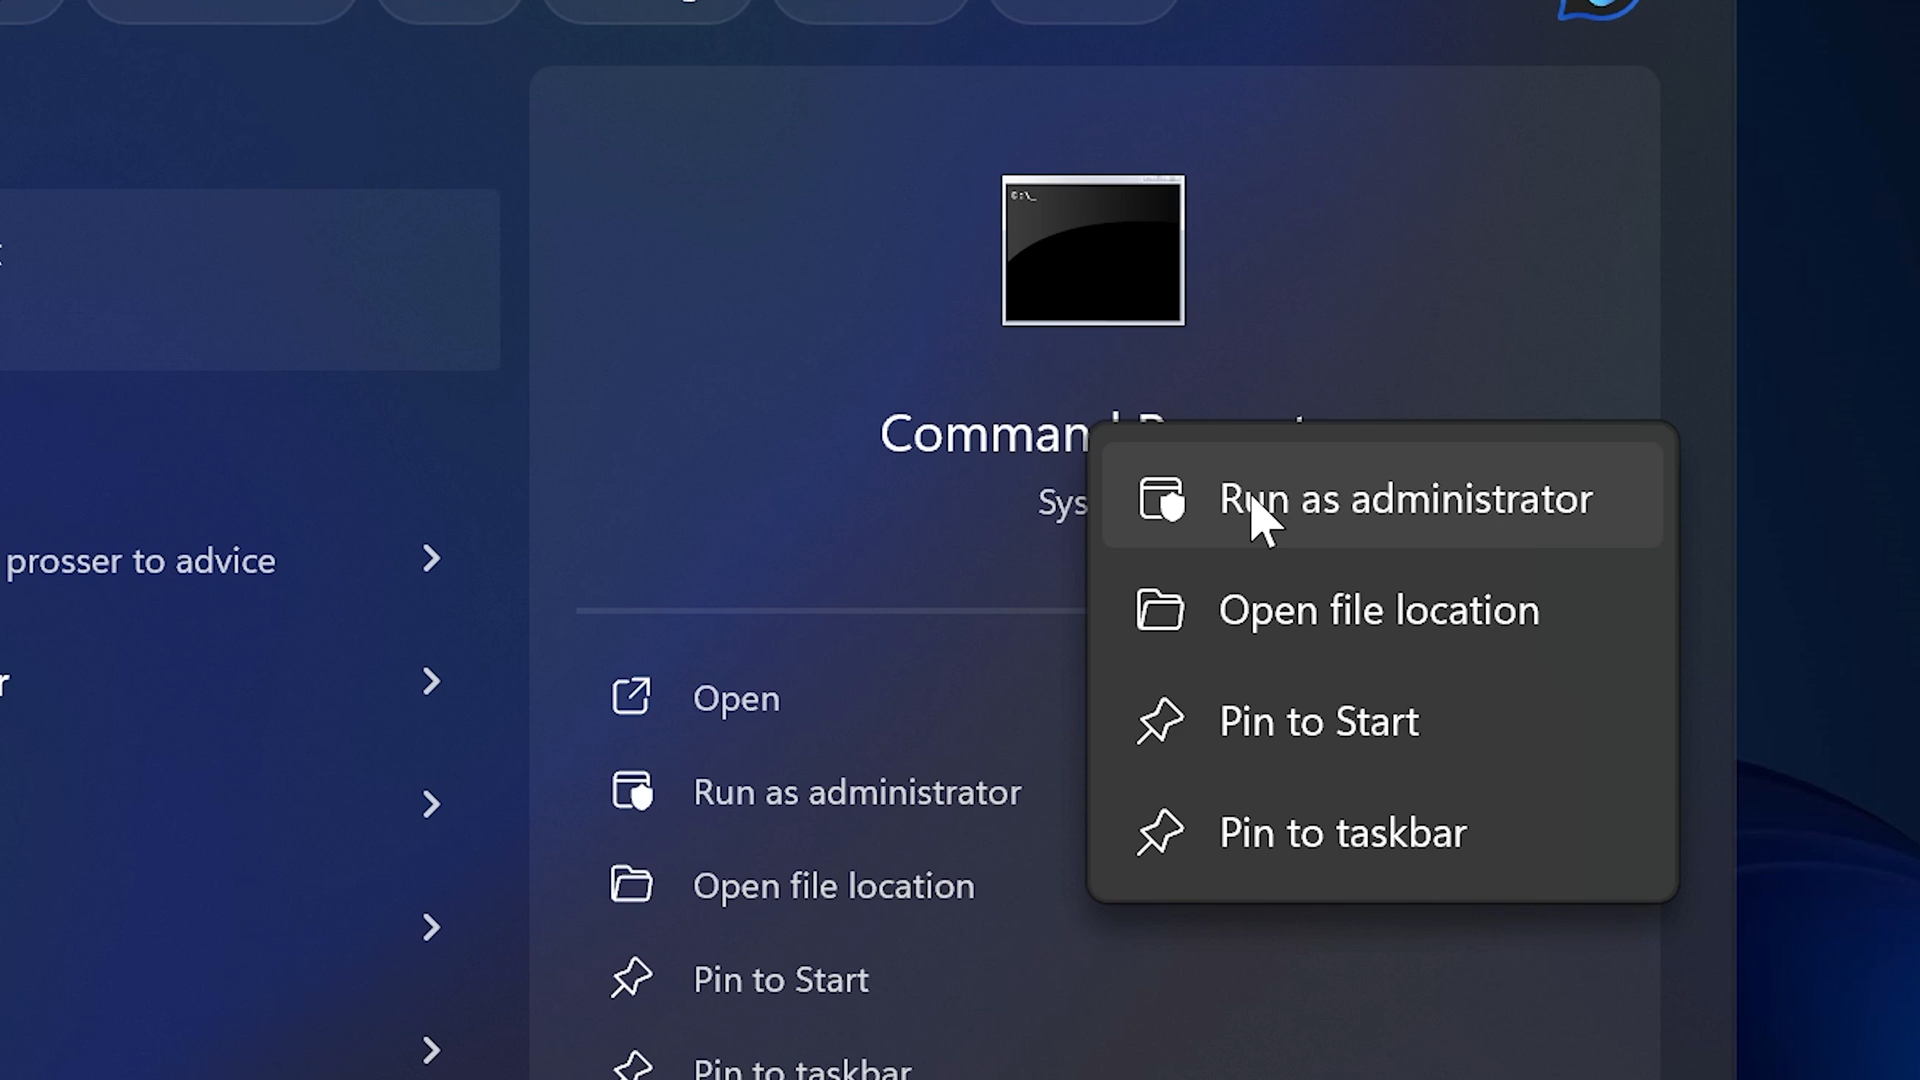 C:\_
Comman
Sys
prosser to advice
r
Run as administrator
Open file location
Pin to Start
Pin to taskbar
Open
Run as administrator
Open file location
Pin to Start
Pin to taskbar